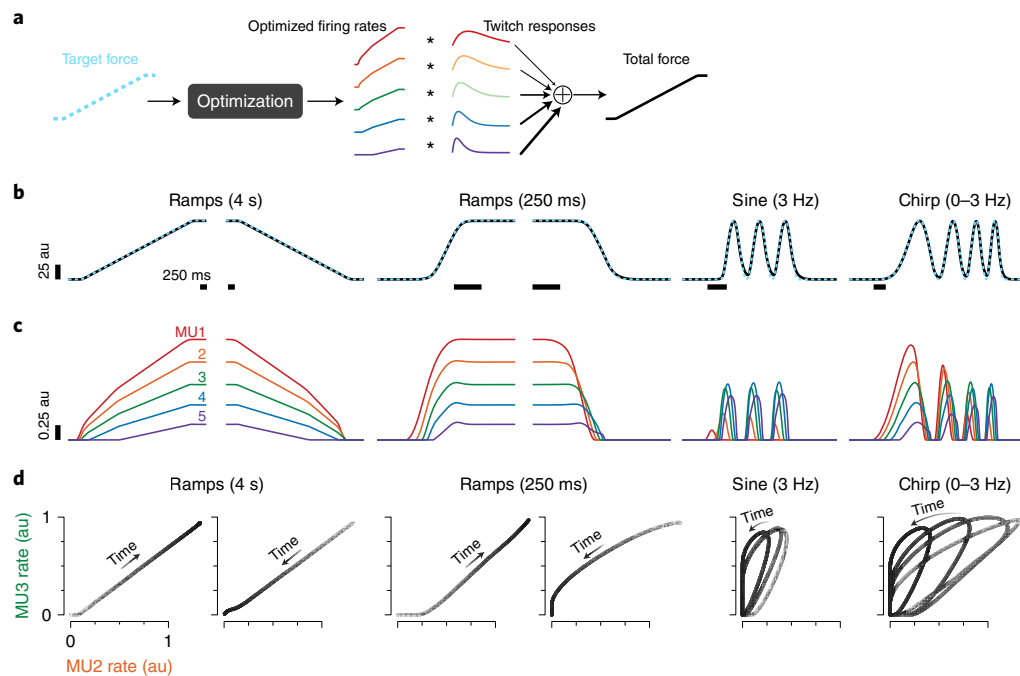 a
Optimized firing rates
Twitch responses
Target force
Total force
Optimization
*
*
*
*
*
b
Ramps (4 s)
Ramps (250 ms)
Sine (3 Hz)
Chirp (0–3 Hz)
25 au
250 ms
c
MU1
2
3
4
5
0.25 au
d
Ramps (4 s)
Ramps (250 ms)
Sine (3 Hz)
Chirp (0–3 Hz)
MU3 rate (au)
1
0
Time
Time
Time
Time
Time
Time
0
1
MU2 rate (au)